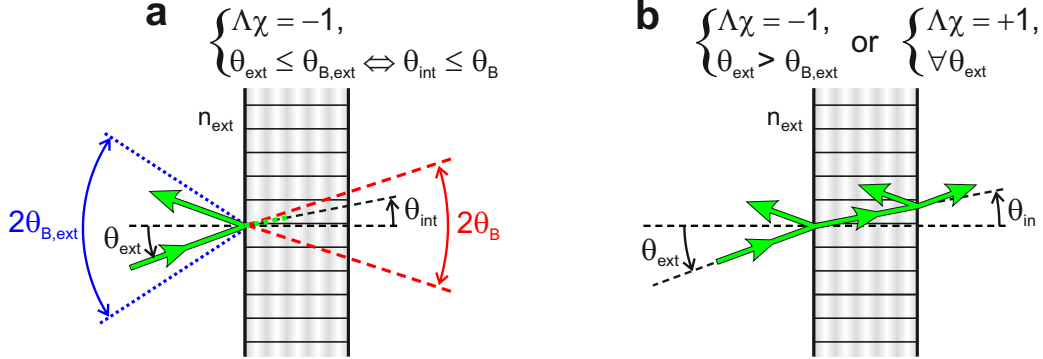 a
Λχ = −1,
θext ≤ θB,ext ⇔ θint ≤ θB
next
2θB,ext
θext
θint
2θB
b
Λχ = −1,
θext > θB,ext
or
Λχ = +1,
∀θext
next
θext
θin